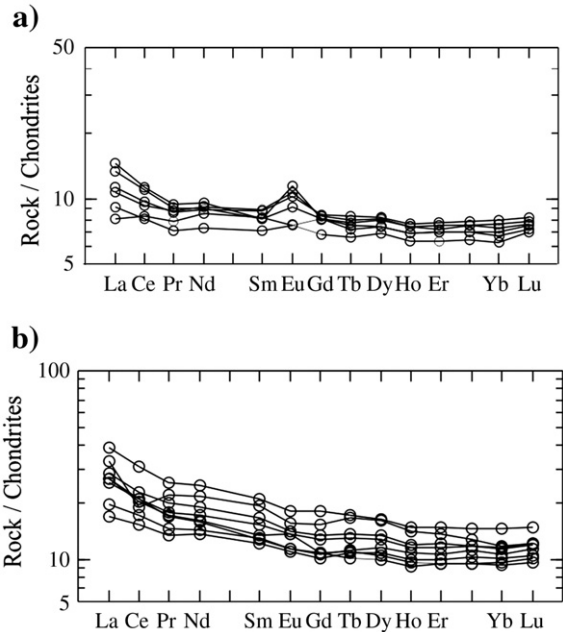 a)
50
10
5
Rock / Chondrites
La Ce Pr Nd Sm Eu Gd Tb Dy Ho Er Yb Lu
b)
100
10
5
Rock / Chondrites
La Ce Pr Nd Sm Eu Gd Tb Dy Ho Er Yb Lu